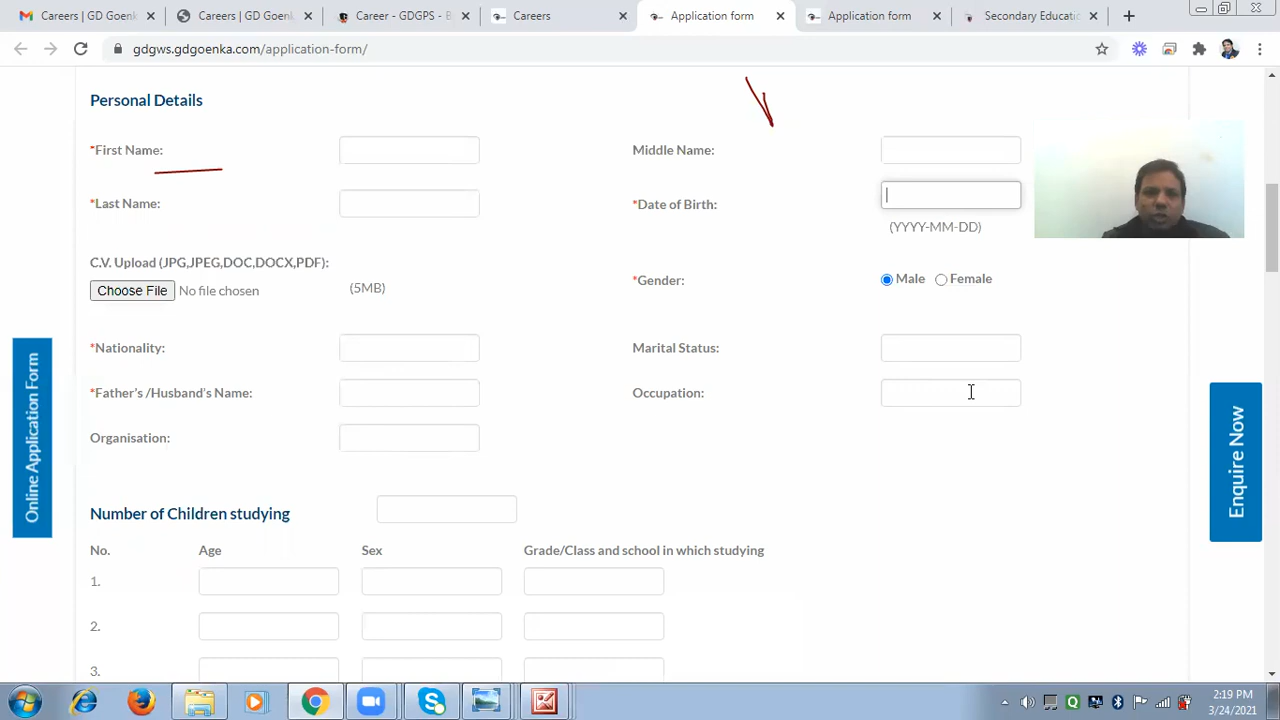 Careers | GD Goenk
Careers | GD Goenk
Career - GDGPS - B
Careers
Application form
Application form
Secondary Educati
gdgws.gdgoenka.com/application-form/
Personal Details
*First Name:
Middle Name:
*Last Name:
*Date of Birth:
(YYYY-MM-DD)
C.V. Upload (JPG,JPEG,DOC,DOCX,PDF):
Choose File No file chosen
(5MB)
*Gender:
Male
Female
*Nationality:
Marital Status:
*Father's /Husband's Name:
Occupation:
Organisation:
Online Application Form
Enquire Now
Number of Children studying
No. Age Sex Grade/Class and school in which studying
1.
2.
3.
2:19 PM
3/24/2021